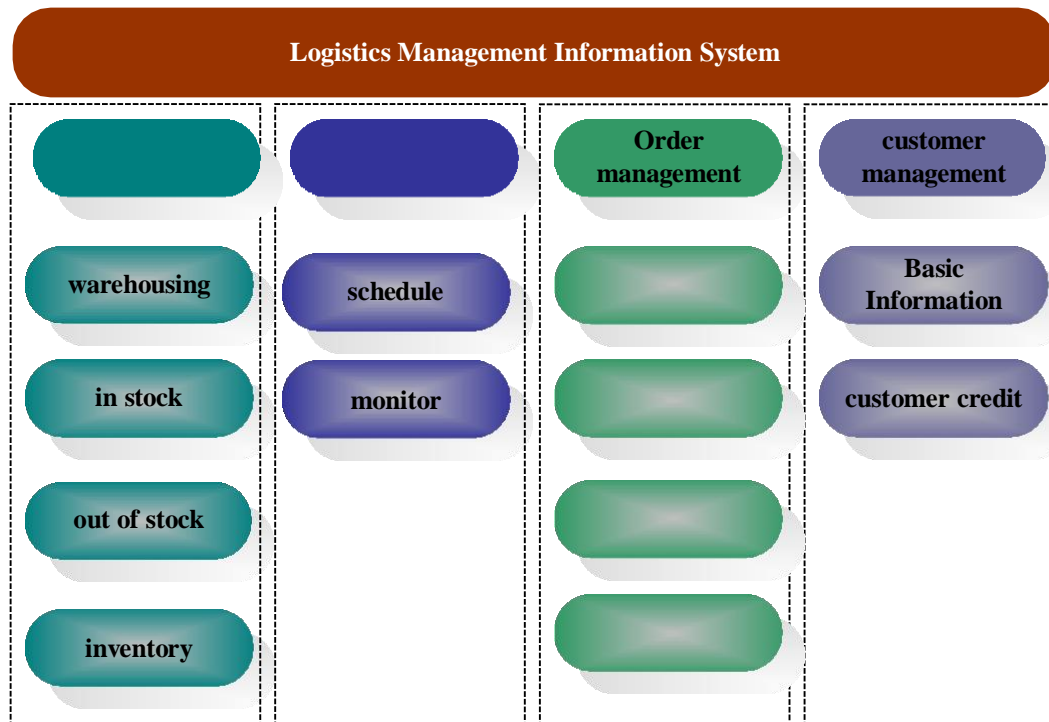 Logistics Management Information System
Order
management
customer
management
warehousing
schedule
Basic
Information
in stock
monitor
customer credit
out of stock
inventory